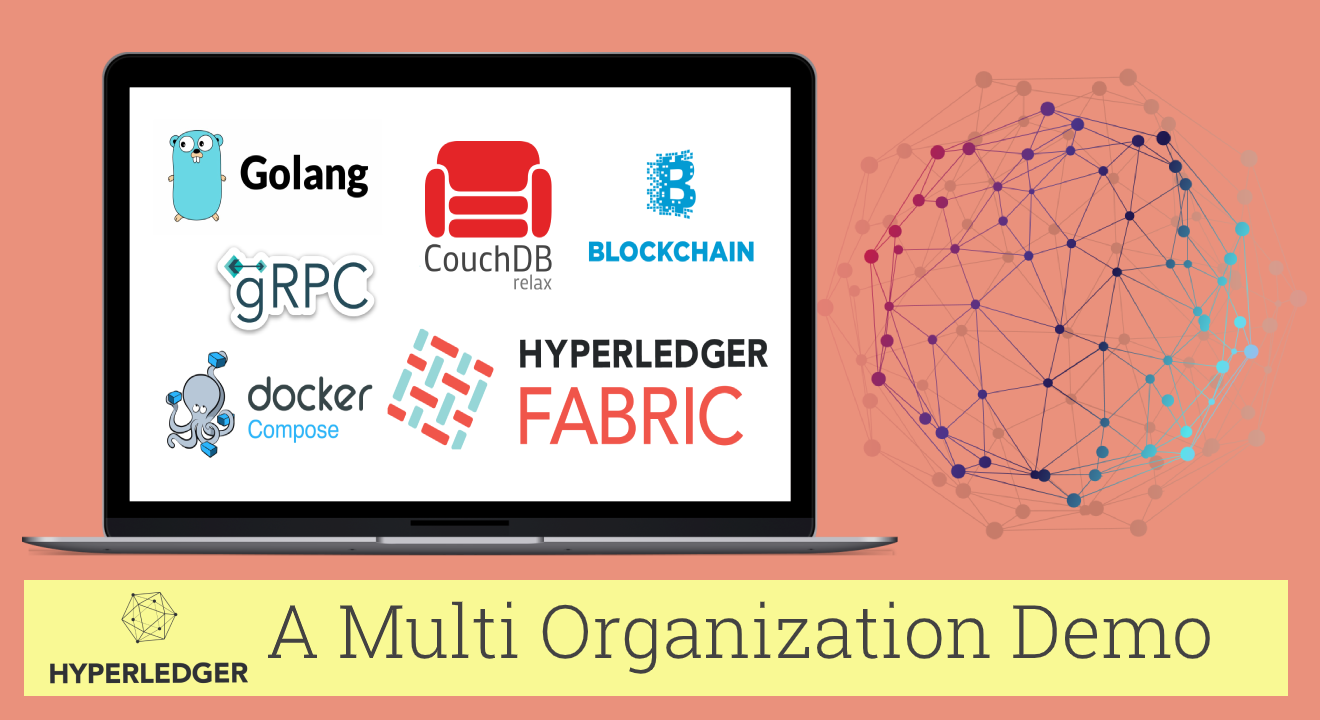 Golang
CouchDB
relax
BLOCKCHAIN
gRPC
docker
Compose
HYPERLEDGER
FABRIC
HYPERLEDGER
A Multi Organization Demo